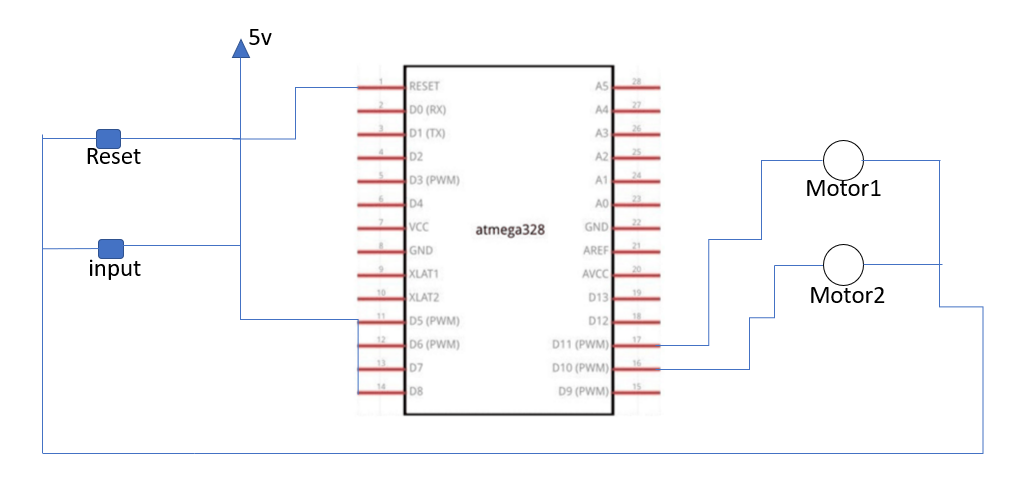 5v
Reset
input
1 RESET
2 D0 (RX)
3 D1 (TX)
4 D2
5 D3 (PWM)
6 D4
7 VCC
8 GND
9 XLAT1
10 XLAT2
11 D5 (PWM)
12 D6 (PWM)
13 D7
14 D8
atmega328
A5 28
A4 27
A3 26
A2 25
A1 24
A0 23
GND 22
AREF 21
AVCC 20
D13 19
D12 18
D11 (PWM) 17
D10 (PWM) 16
D9 (PWM) 15
Motor1
Motor2